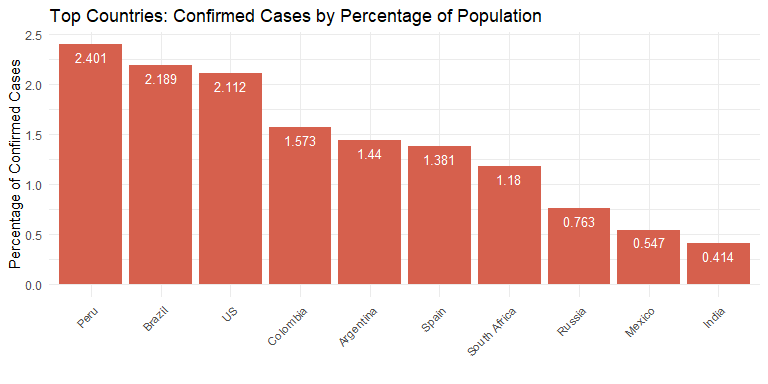 Top Countries: Confirmed Cases by Percentage of Population
Percentage of Confirmed Cases
2.5
2.0
1.5
1.0
0.5
0.0
2.401
2.189
2.112
1.573
1.44
1.381
1.18
0.763
0.547
0.414
Peru
Brazil
US
Colombia
Argentina
Spain
South Africa
Russia
Mexico
India